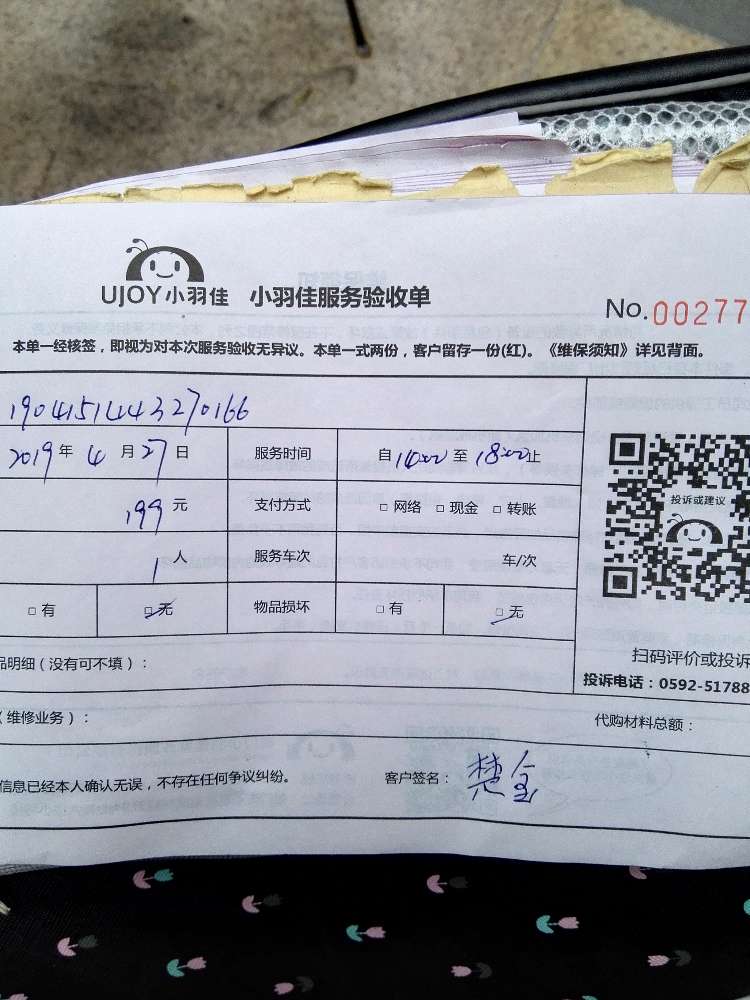 UJOY小羽佳 小羽佳服务验收单
No.00277
本单一经核签，即视为对本次服务验收无异议。本单一式两份，客户留存一份(红)。《维保须知》详见背面。
1904151443270166
2019年4月27日 服务时间 自14:00至18:00止
199元 支付方式 □网络 □现金 □转账
投诉或建议
1人 服务车次 车/次
□有 □无 物品损坏 □有 □无
扫码评价或投诉
品明细（没有可不填）：
投诉电话：0592-51788
（维修业务）： 代购材料总额：
信息已经本人确认无误，不存在任何争议纠纷。 客户签名：